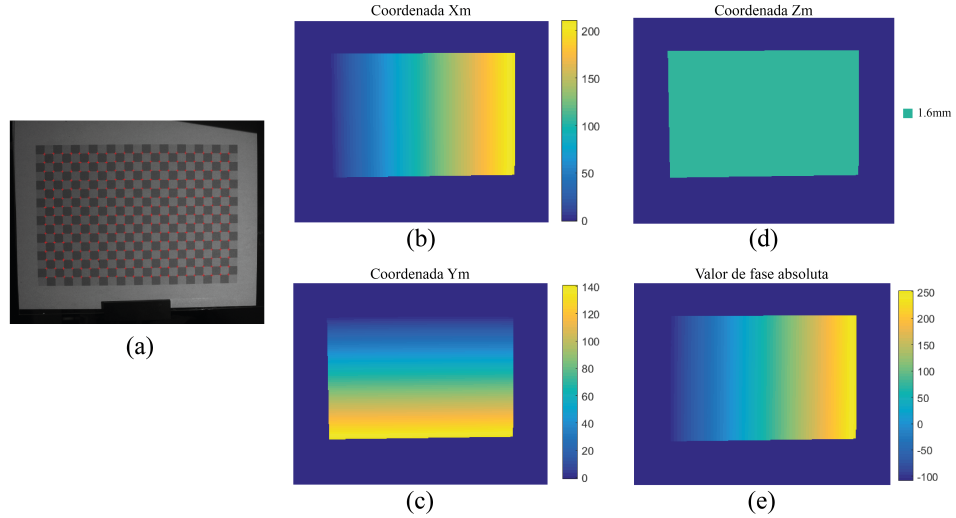 Coordenada Xm
200
150
100
50
0
(b)
Coordenada Zm
1.6mm
(d)
(a)
Coordenada Ym
140
120
100
80
60
40
20
0
(c)
Valor de fase absoluta
250
200
150
100
50
0
-50
-100
(e)